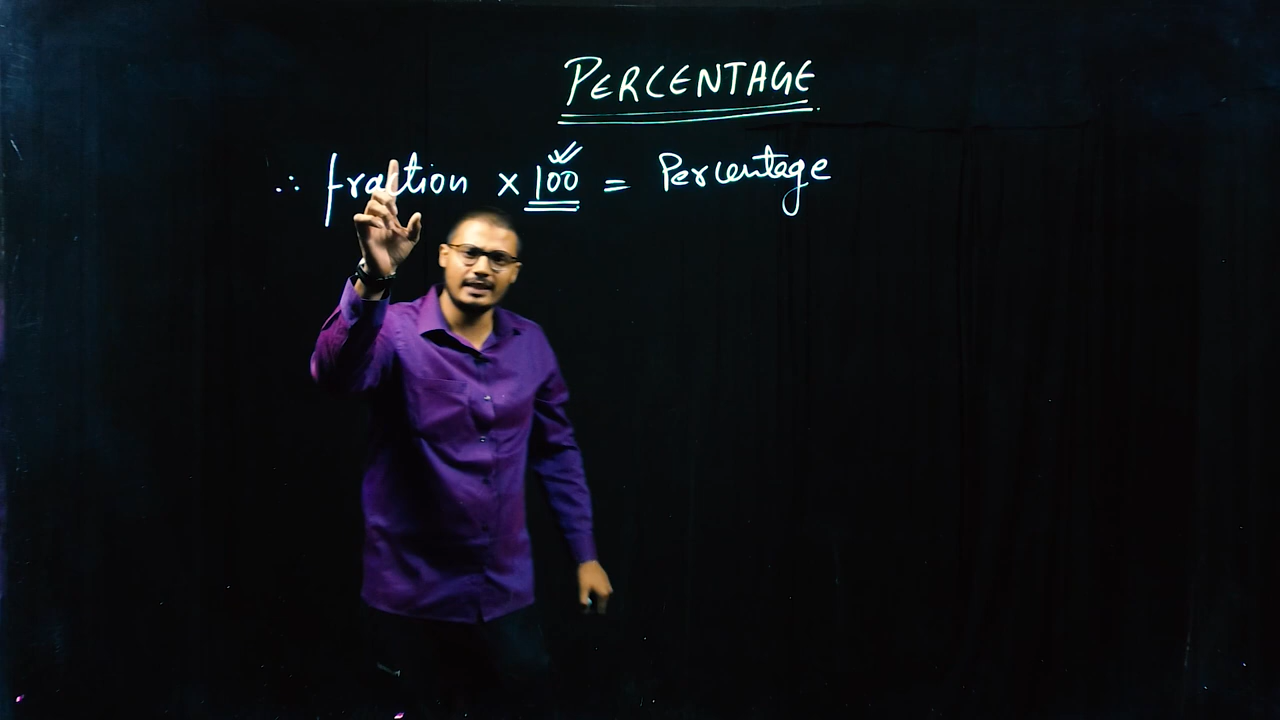 PERCENTAGE
∴ fraction × 100 = Percentage